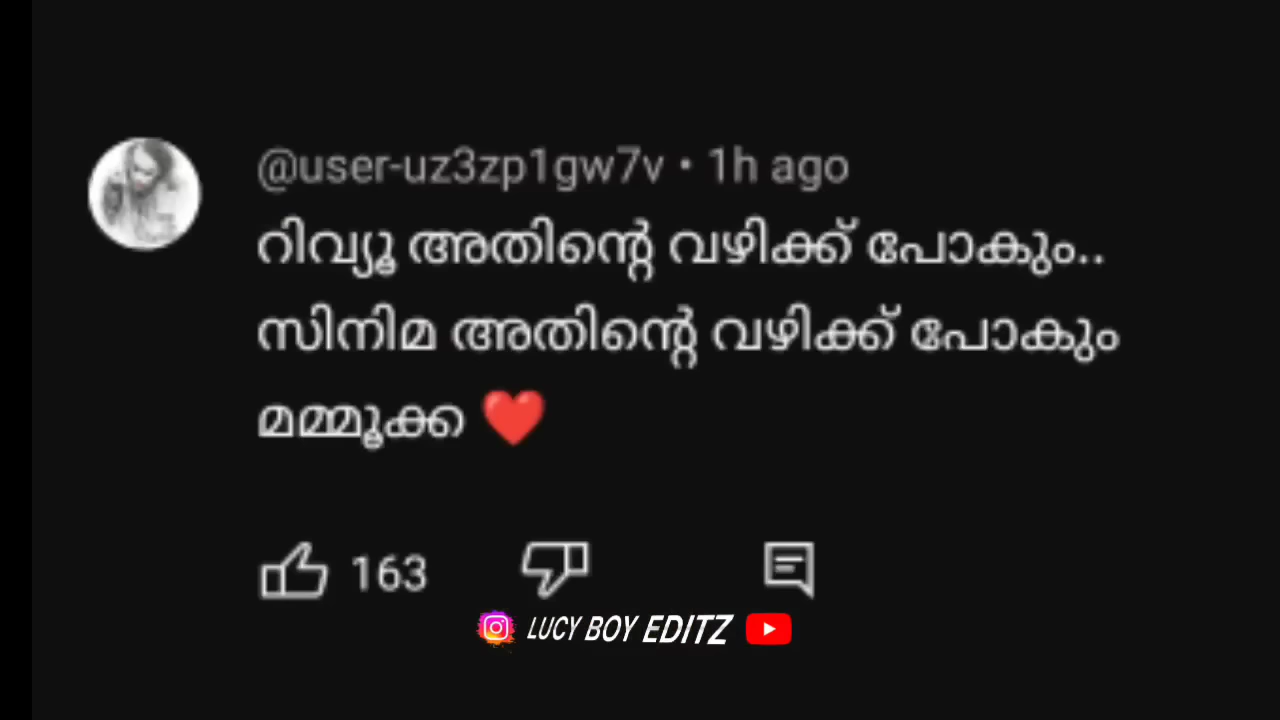 @user-uz3zp1gw7v • 1h ago
റിവ്യൂ അതിന്റെ വഴിക്ക് പോകും..
സിനിമ അതിന്റെ വഴിക്ക് പോകും
മമ്മൂക്ക ❤️
163
LUCY BOY EDITZ